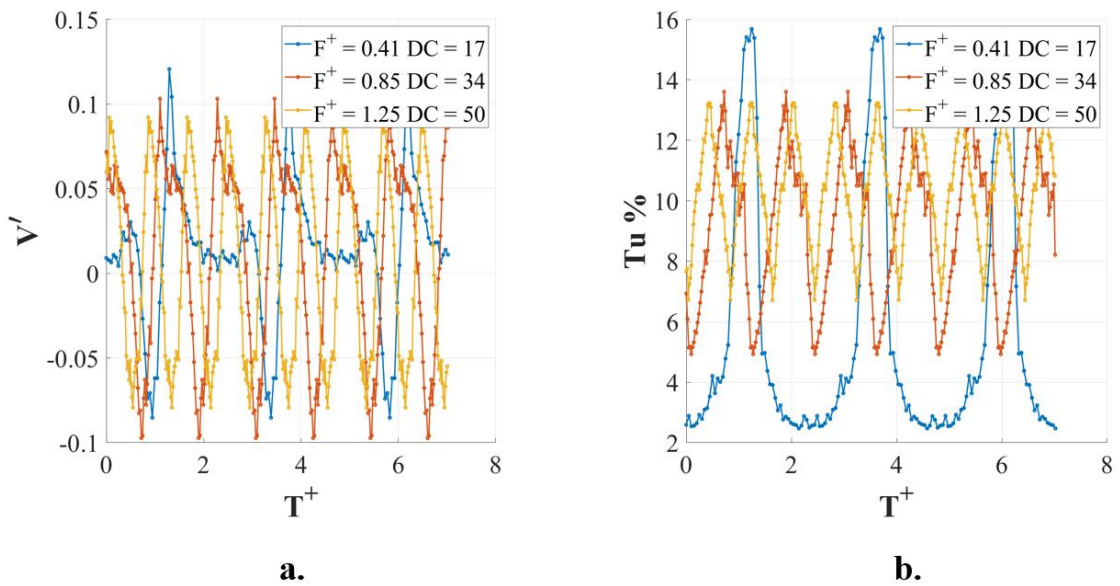 0.15
0.1
0.05
0
-0.05
-0.1
V′
0 2 4 6 8
T+
F+ = 0.41 DC = 17
F+ = 0.85 DC = 34
F+ = 1.25 DC = 50
a.
16
14
12
10
8
6
4
2
Tu %
0 2 4 6 8
T+
F+ = 0.41 DC = 17
F+ = 0.85 DC = 34
F+ = 1.25 DC = 50
b.